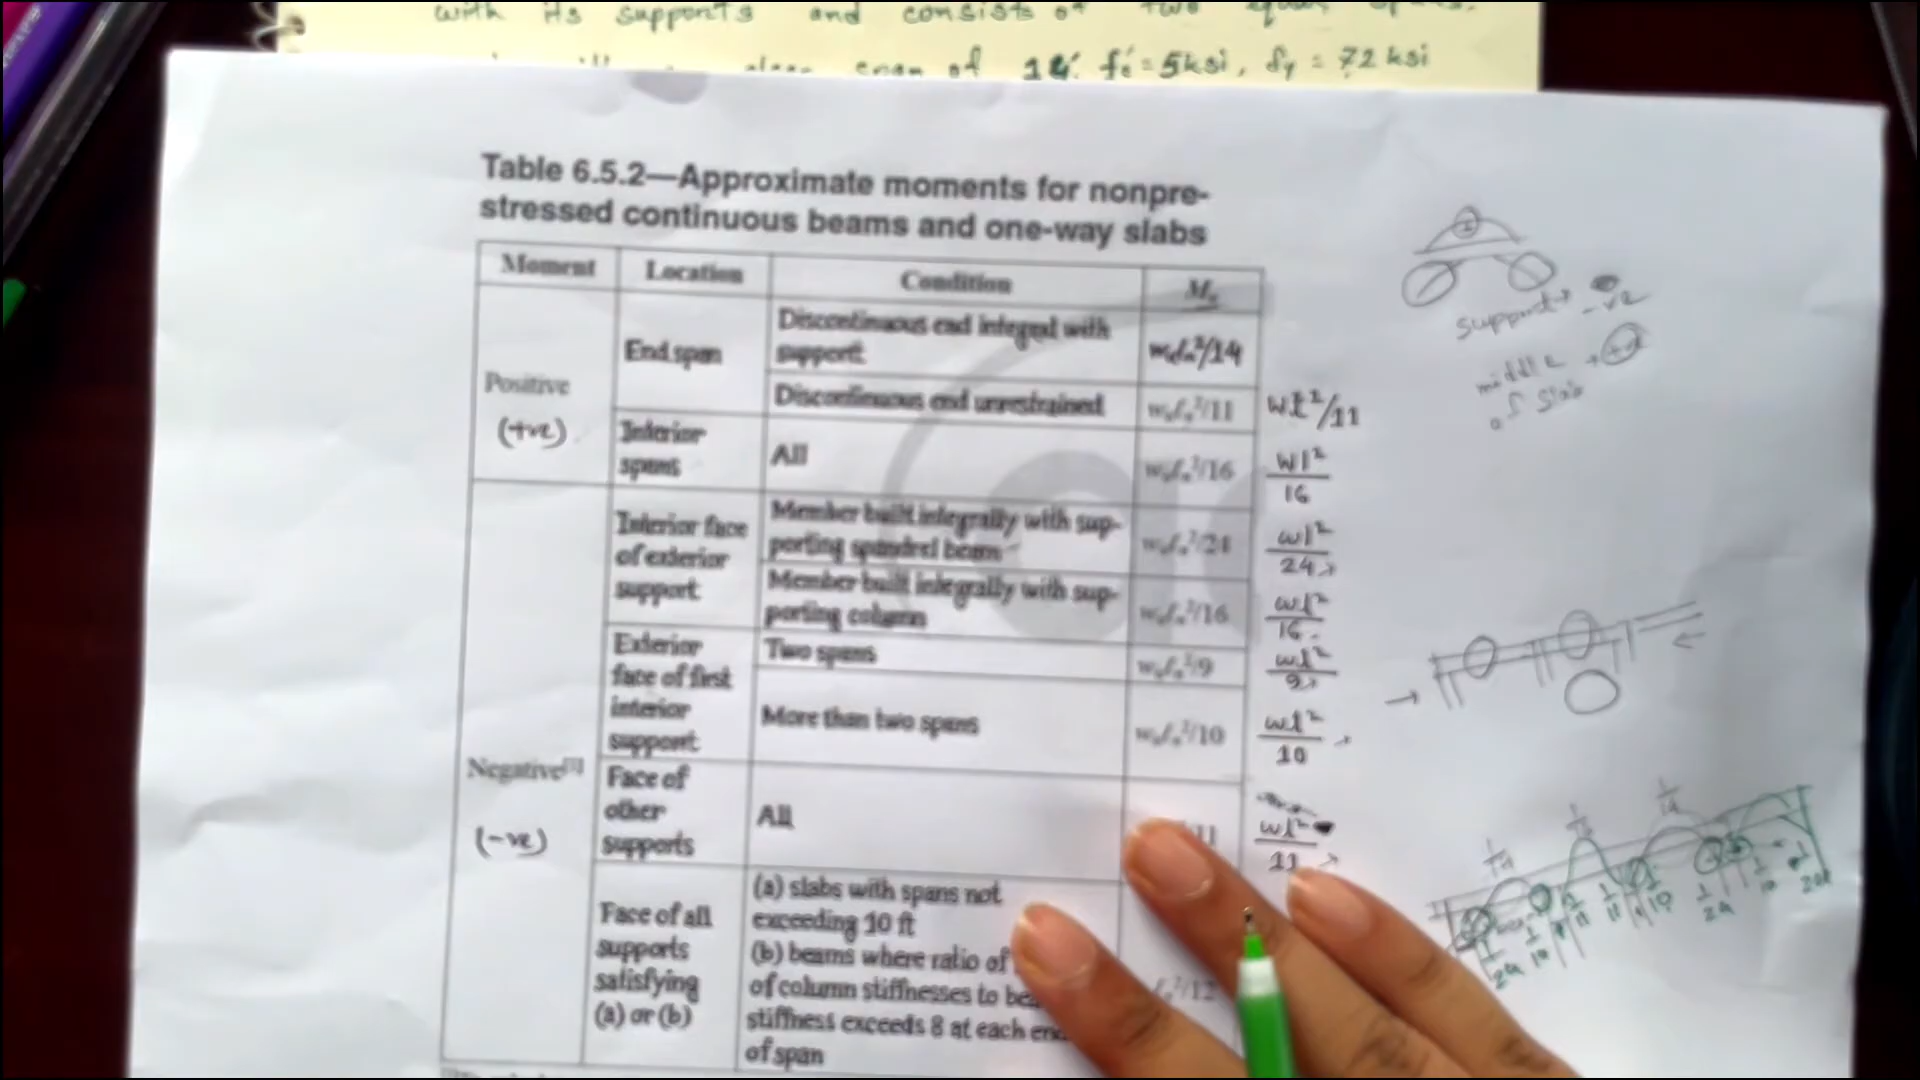 with its supports and consists of two
clear span of 14'. f'c = 5ksi, fy = 72 ksi
Table 6.5.2—Approximate moments for nonpre-
stressed continuous beams and one-way slabs
Moment Location Condition Mu
Positive
(+ve)
End span
Discontinuous end integral with
support
wuℓn²/14
Discontinuous end unrestrained
wuℓn²/11
wl²/11
Interior
spans
All
wuℓn²/16
wl²/16
Negative[1]
(-ve)
Interior face
of exterior
support
Member built integrally with sup-
porting spandrel beam
wuℓn²/24
wl²/24
Member built integrally with sup-
porting column
wuℓn²/16
wl²/16
Exterior
face of first
interior
support
Two spans
wuℓn²/9
wl²/9
More than two spans
wuℓn²/10
wl²/10
Face of
other
supports
All
wl²/11
Face of all
supports
satisfying
(a) or (b)
(a) slabs with spans not
exceeding 10 ft
(b) beams where ratio of
of column stiffnesses to
stiffness exceeds 8 at each
of span
/12
support → -ve
middle → +ve
of slab